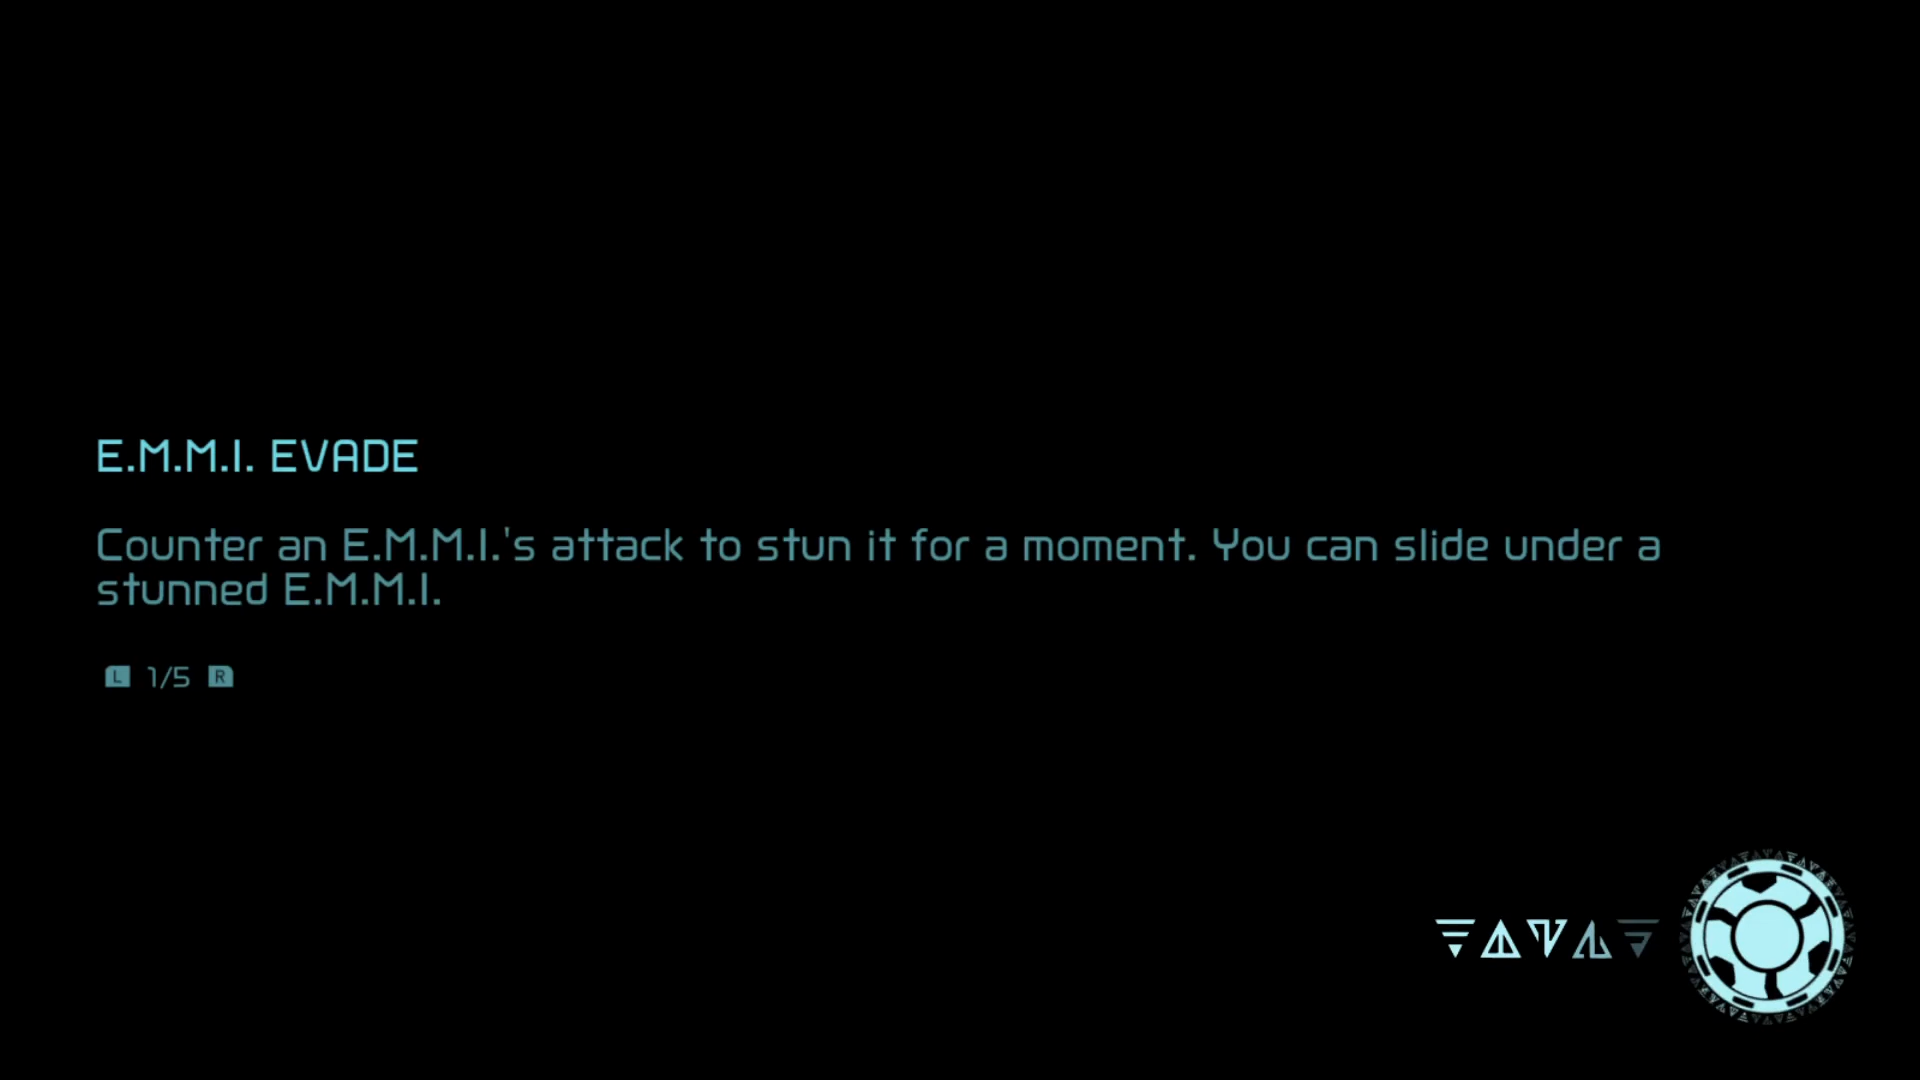 E.M.M.I. EVADE
Counter an E.M.M.I.'s attack to stun it for a moment. You can slide under a
stunned E.M.M.I.
L 1/5 R